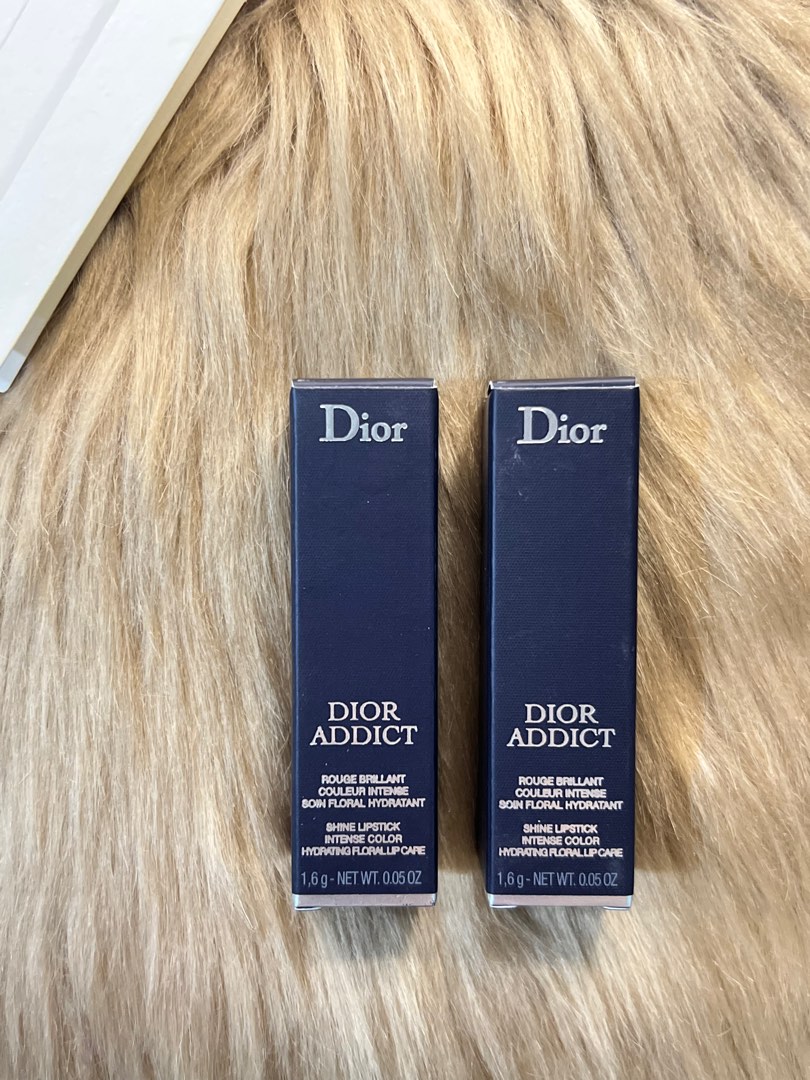 Dior
DIOR
ADDICT
ROUGE BRILLANT
COULEUR INTENSE
SOIN FLORAL HYDRATANT
SHINE LIPSTICK
INTENSE COLOR
HYDRATING FLORAL LIP CARE
1,6 g - NET WT. 0.05 OZ
Dior
DIOR
ADDICT
ROUGE BRILLANT
COULEUR INTENSE
SOIN FLORAL HYDRATANT
SHINE LIPSTICK
INTENSE COLOR
HYDRATING FLORAL LIP CARE
1,6 g - NET WT. 0.05 OZ